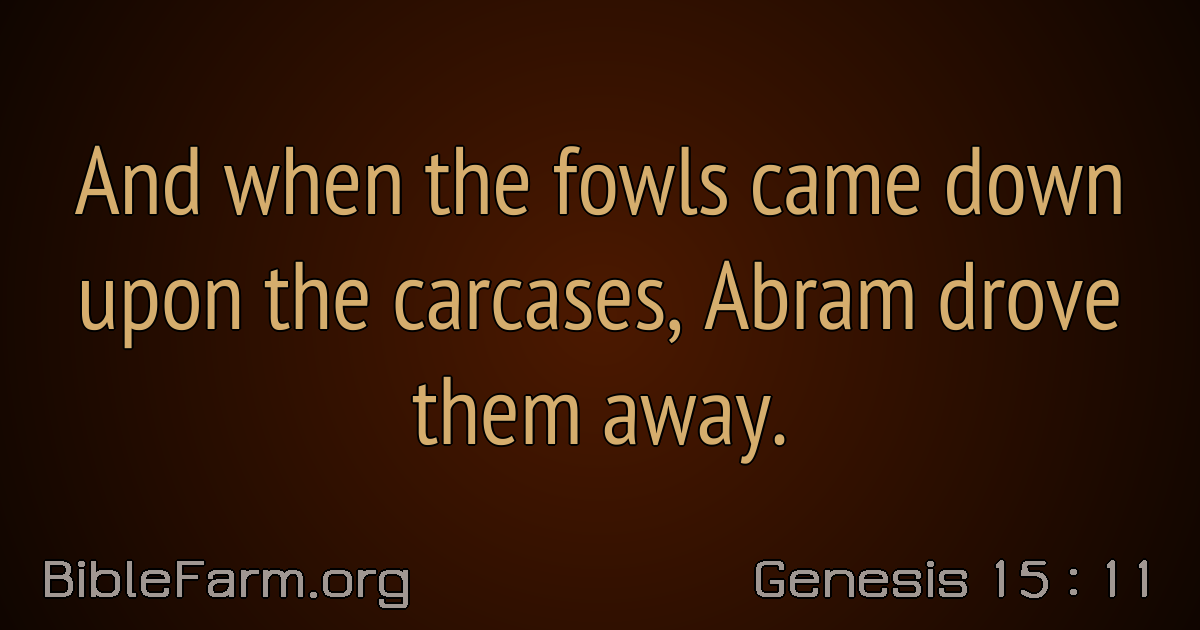 And when the fowls came down
upon the carcases, Abram drove
them away.
BibleFarm.org
Genesis 15 : 11